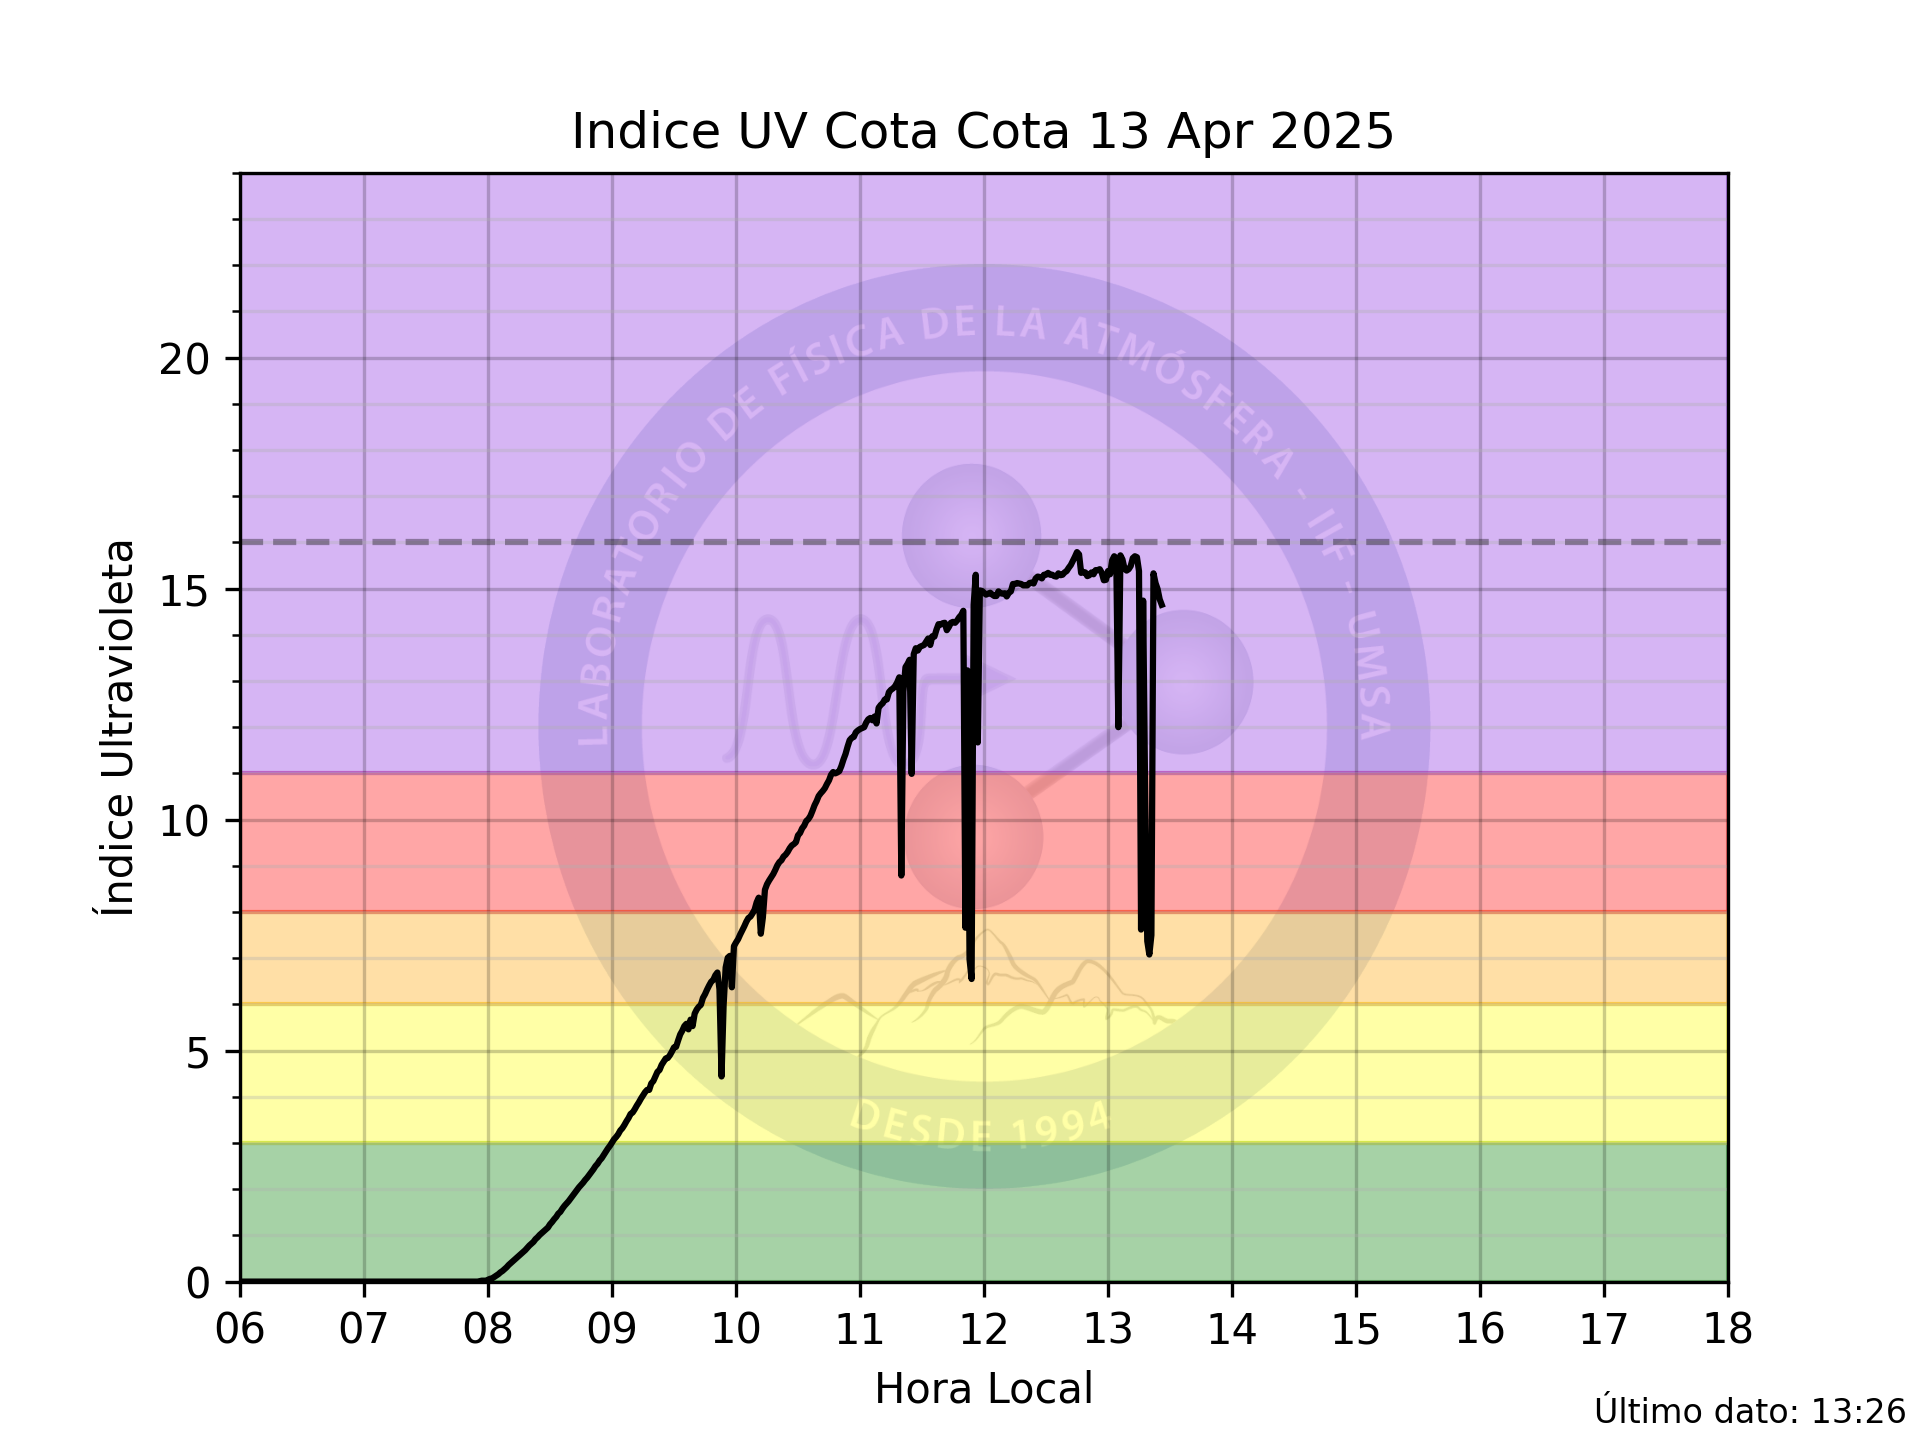 Indice UV Cota Cota 13 Apr 2025
Índice Ultravioleta
20
15
10
5
0
LABORATORIO DE FÍSICA DE LA ATMÓSFERA - IIF - UMSA
DESDE 1994
06 07 08 09 10 11 12 13 14 15 16 17 18
Hora Local
Último dato: 13:26